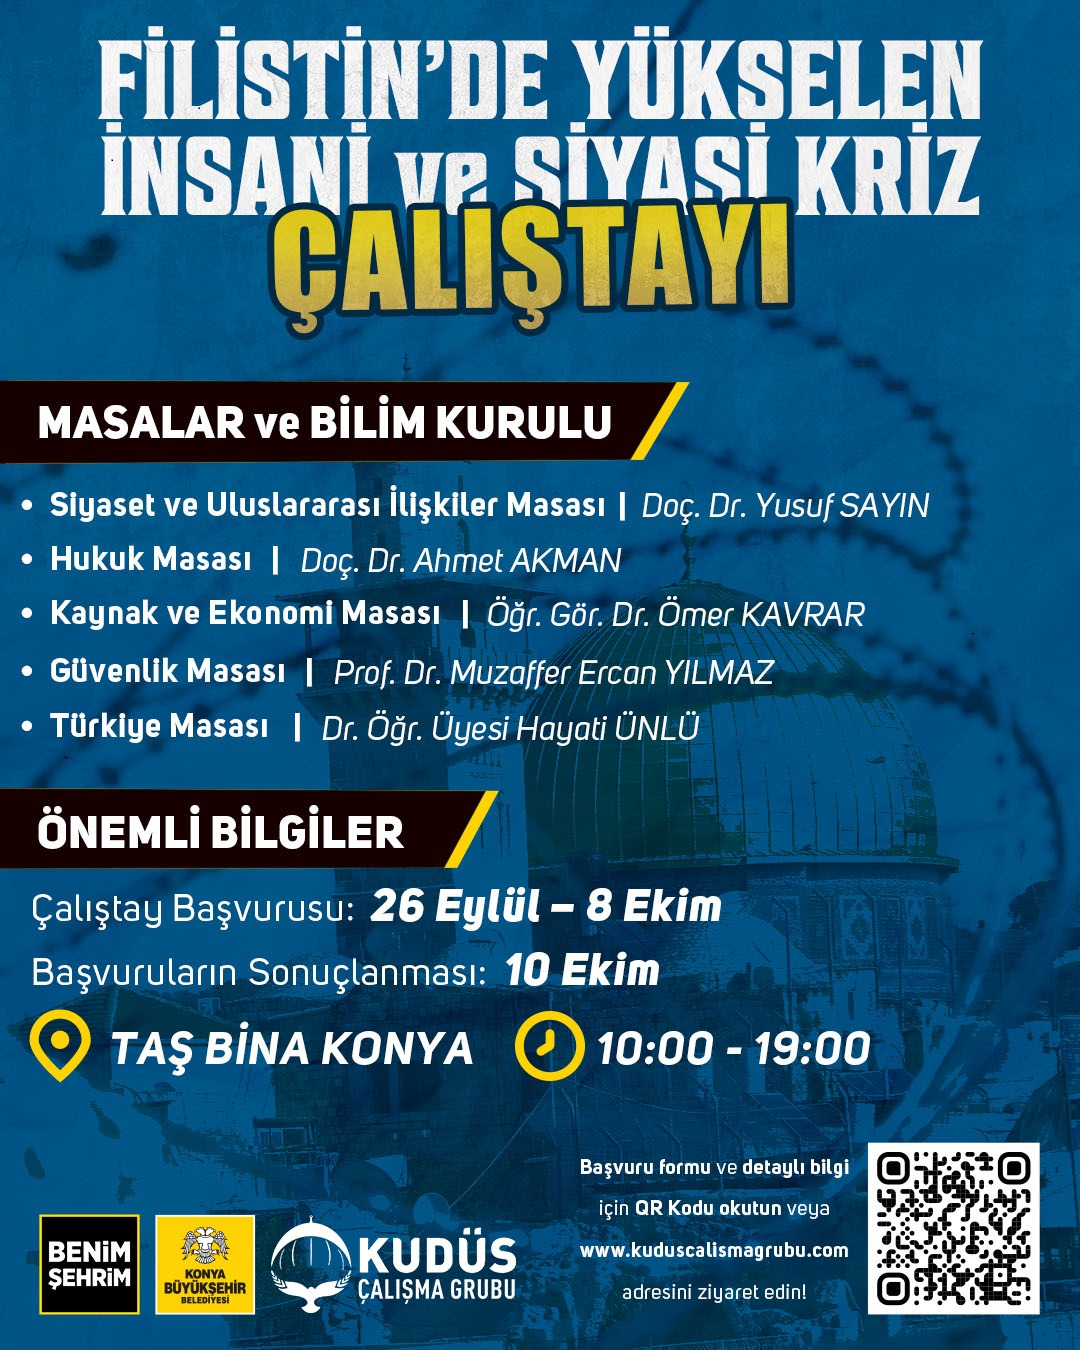 FİLİSTİN'DE YÜKSELEN
İNSANİ ve SİYASİ KRİZ
ÇALIŞTAYI
MASALAR ve BİLİM KURULU
• Siyaset ve Uluslararası İlişkiler Masası | Doç. Dr. Yusuf SAYIN
• Hukuk Masası | Doç. Dr. Ahmet AKMAN
• Kaynak ve Ekonomi Masası | Öğr. Gör. Dr. Ömer KAVRAR
• Güvenlik Masası | Prof. Dr. Muzaffer Ercan YILMAZ
• Türkiye Masası | Dr. Öğr. Üyesi Hayati ÜNLÜ
ÖNEMLİ BİLGİLER
Çalıştay Başvurusu: 26 Eylül – 8 Ekim
Başvuruların Sonuçlanması: 10 Ekim
TAŞ BİNA KONYA 10:00 - 19:00
Başvuru formu ve detaylı bilgi
için QR Kodu okutun veya
www.kuduscalismagrubu.com
adresini ziyaret edin!
BENİM
ŞEHRİM
KONYA
BÜYÜKŞEHİR
BELEDİYESİ
KUDÜS
ÇALIŞMA GRUBU